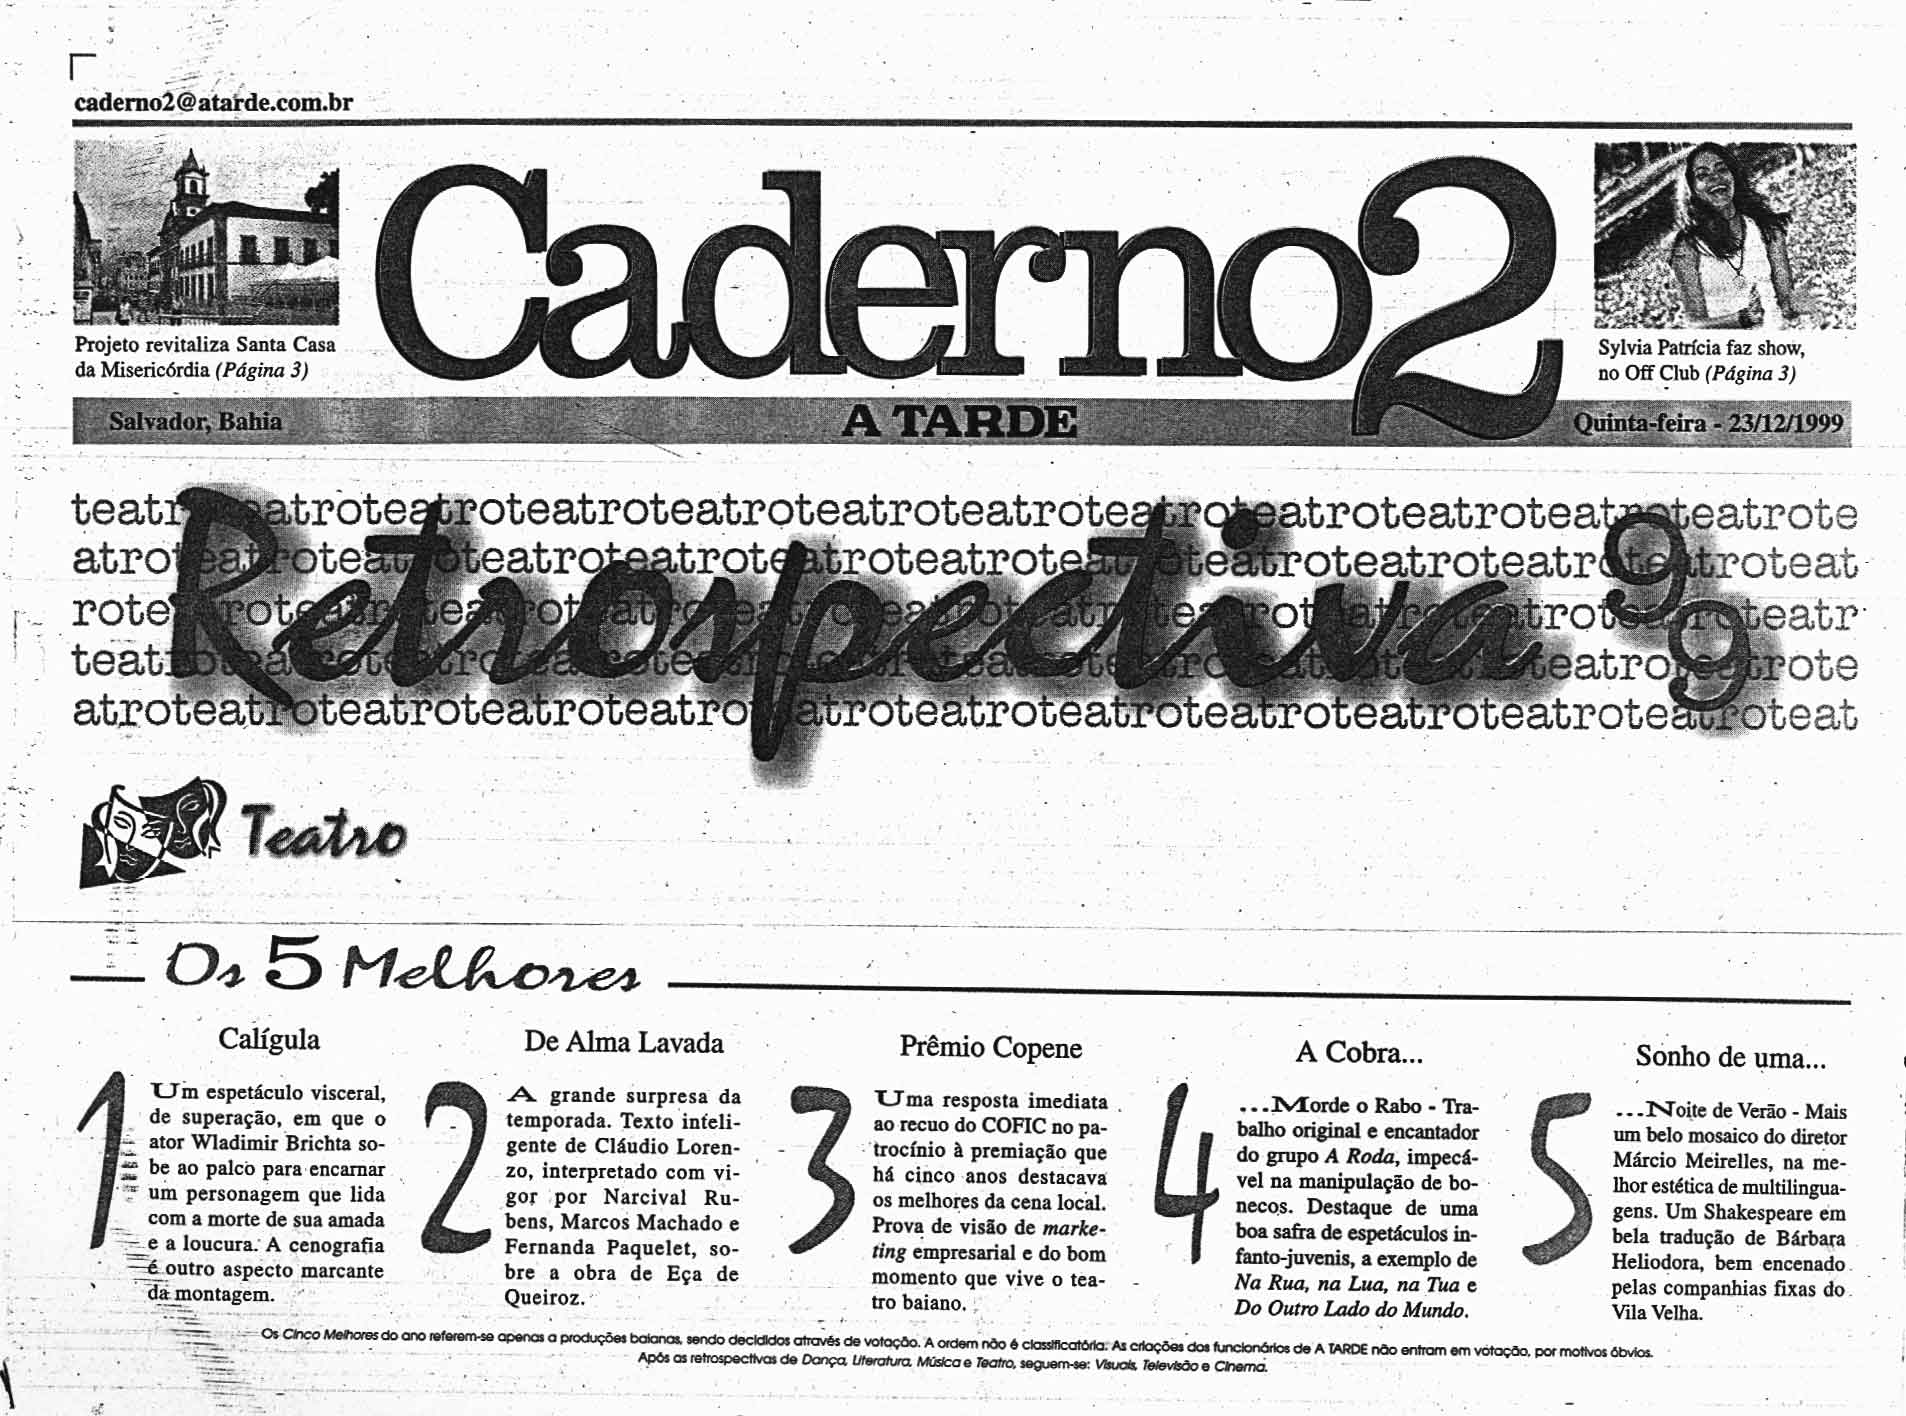 caderno2@atarde.com.br
Caderno2
Projeto revitaliza Santa Casa
da Misericórdia (Página 3)
Sylvia Patrícia faz show,
no Off Club (Página 3)
Salvador, Bahia
A TARDE
Quinta-feira - 23/12/1999
teatroteatroteatroteatroteatroteatroteatroteatroteatroteatroteatroteatrote
atroteatroteatroteatroteatroteatroteatroteatroteatroteatroteatroteatroteat
roteatroteatroteatroteatroteatroteatroteatroteatroteatroteatroteatroteatr
teatroteatroteatroteatroteatroteatroteatroteatroteatroteatroteatroteatrote
atroteatroteatroteatroteatroteatroteatroteatroteatroteatroteatroteatroteat
Retrospectiva 99
Teatro
Os 5 Melhores
Calígula
1
Um espetáculo visceral,
de superação, em que o
ator Wladimir Brichta so-
be ao palco para encarnar
um personagem que lida
com a morte de sua amada
e a loucura. A cenografia
é outro aspecto marcante
da montagem.
De Alma Lavada
2
A grande surpresa da
temporada. Texto inteli-
gente de Cláudio Loren-
zo, interpretado com vi-
gor por Narcival Ru-
bens, Marcos Machado e
Fernanda Paquelet, so-
bre a obra de Eça de
Queiroz.
Prêmio Copene
3
Uma resposta imediata
ao recuo do COFIC no pa-
trocínio à premiação que
há cinco anos destacava
os melhores da cena local.
Prova de visão de marke-
ting empresarial e do bom
momento que vive o tea-
tro baiano.
A Cobra...
4
...Morde o Rabo - Tra-
balho original e encantador
do grupo A Roda, impecá-
vel na manipulação de bo-
necos. Destaque de uma
boa safra de espetáculos in-
fanto-juvenis, a exemplo de
Na Rua, na Lua, na Tua e
Do Outro Lado do Mundo.
Sonho de uma...
5
...Noite de Verão - Mais
um belo mosaico do diretor
Márcio Meirelles, na me-
lhor estética de multilingua-
gens. Um Shakespeare em
bela tradução de Bárbara
Heliodora, bem encenado
pelas companhias fixas do
Vila Velha.
Os Cinco Melhores do ano referem-se apenas a produções baianas, sendo decididos através de votação. A ordem não é classificatória. As criações dos funcionários de A TARDE não entram em votação, por motivos óbvios.
Após as retrospectivas de Dança, Literatura, Música e Teatro, seguem-se: Visuais, Televisão e Cinema.